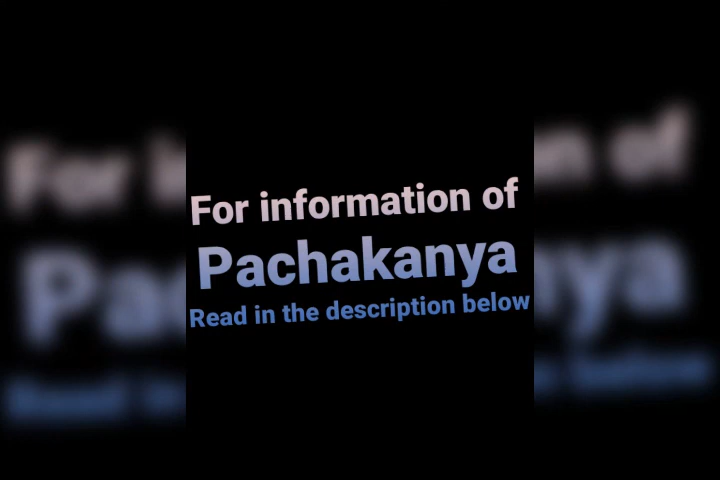 For information of
Pachakanya
Read in the description below